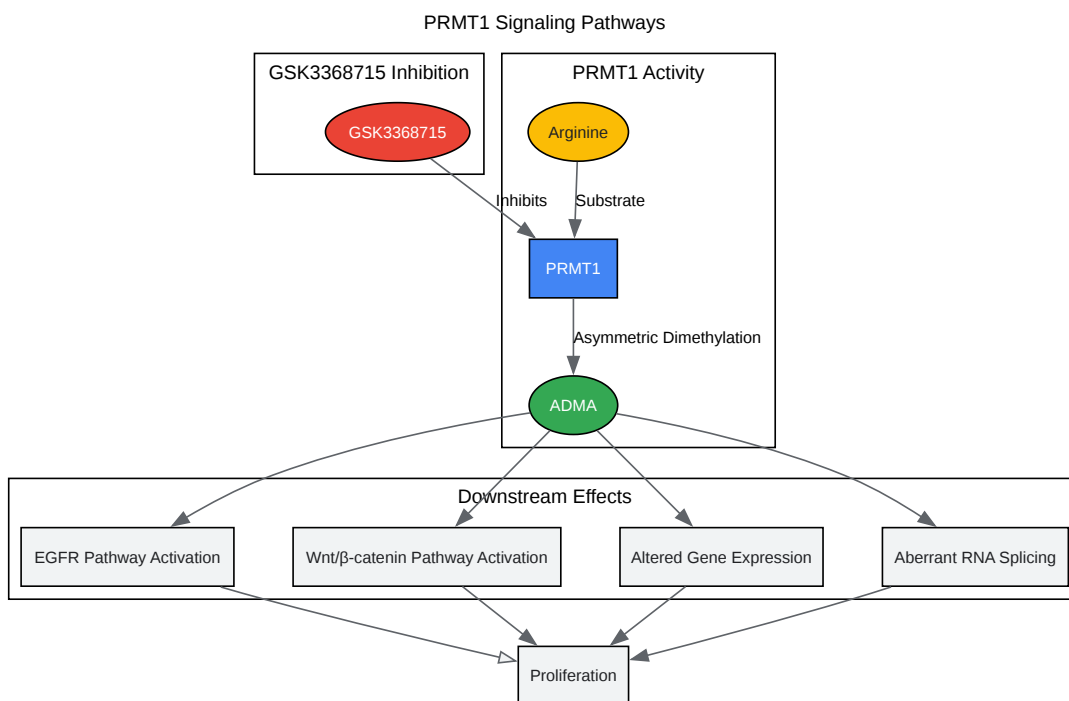 PRMT1 Signaling Pathways
GSK3368715 Inhibition
PRMT1 Activity
GSK3368715
Arginine
Inhibits
Substrate
PRMT1
Asymmetric Dimethylation
ADMA
Downstream Effects
EGFR Pathway Activation
Wnt/β-catenin Pathway Activation
Altered Gene Expression
Aberrant RNA Splicing
Proliferation